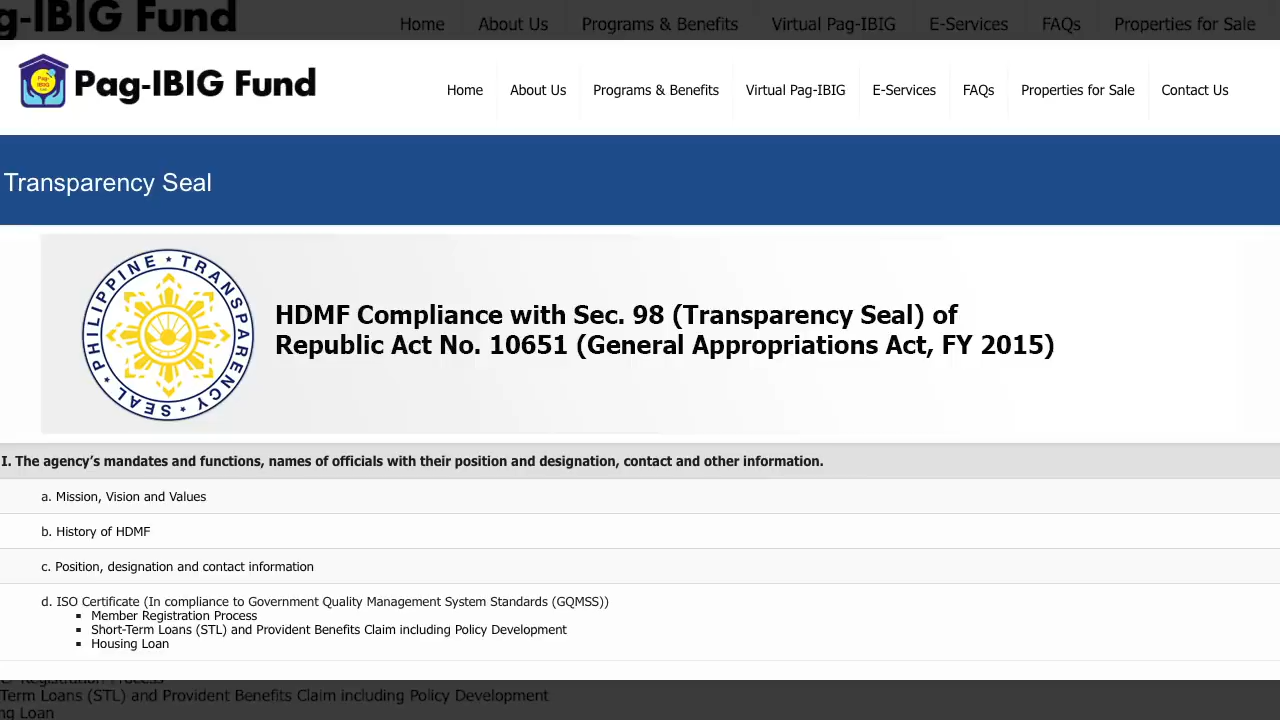 g-IBIG Fund
Home About Us Programs & Benefits Virtual Pag-IBIG E-Services FAQs Properties for Sale
Pag-IBIG Fund
Home About Us Programs & Benefits Virtual Pag-IBIG E-Services FAQs Properties for Sale Contact Us
Transparency Seal
PHILIPPINE TRANSPARENCY SEAL
HDMF Compliance with Sec. 98 (Transparency Seal) of
Republic Act No. 10651 (General Appropriations Act, FY 2015)
I. The agency’s mandates and functions, names of officials with their position and designation, contact and other information.
a. Mission, Vision and Values
b. History of HDMF
c. Position, designation and contact information
d. ISO Certificate (In compliance to Government Quality Management System Standards (GQMSS))
▪ Member Registration Process
▪ Short-Term Loans (STL) and Provident Benefits Claim including Policy Development
▪ Housing Loan
Registration Process
Term Loans (STL) and Provident Benefits Claim including Policy Development
ng Loan